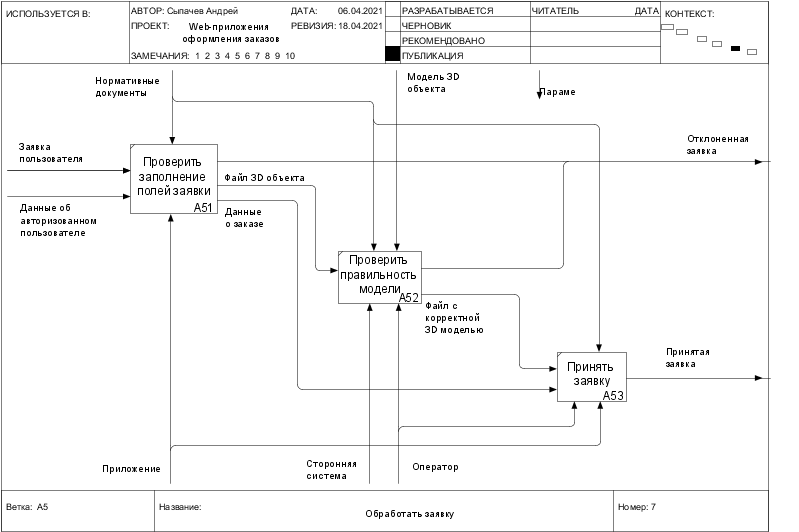 ИСПОЛЬЗУЕТСЯ В:
АВТОР: Сыпачев Андрей
ДАТА: 06.04.2021
ПРОЕКТ: Web-приложения
оформления заказов
РЕВИЗИЯ: 18.04.2021
ЗАМЕЧАНИЯ: 1 2 3 4 5 6 7 8 9 10
РАЗРАБАТЫВАЕТСЯ
ЧЕРНОВИК
РЕКОМЕНДОВАНО
ПУБЛИКАЦИЯ
ЧИТАТЕЛЬ
ДАТА
КОНТЕКСТ:
Нормативные
документы
Модель 3D
объекта
Параме
Заявка
пользователя
Проверить
заполнение
полей заявки
A51
Отклоненная
заявка
Файл 3D объекта
Данные об
авторизованном
пользователе
Данные
о заказе
Проверить
правильность
модели
A52
Файл с
корректной
3D моделью
Принять
заявку
A53
Принятая
заявка
Приложение
Сторонняя
система
Оператор
Ветка: A5
Название:
Обработать заявку
Номер: 7